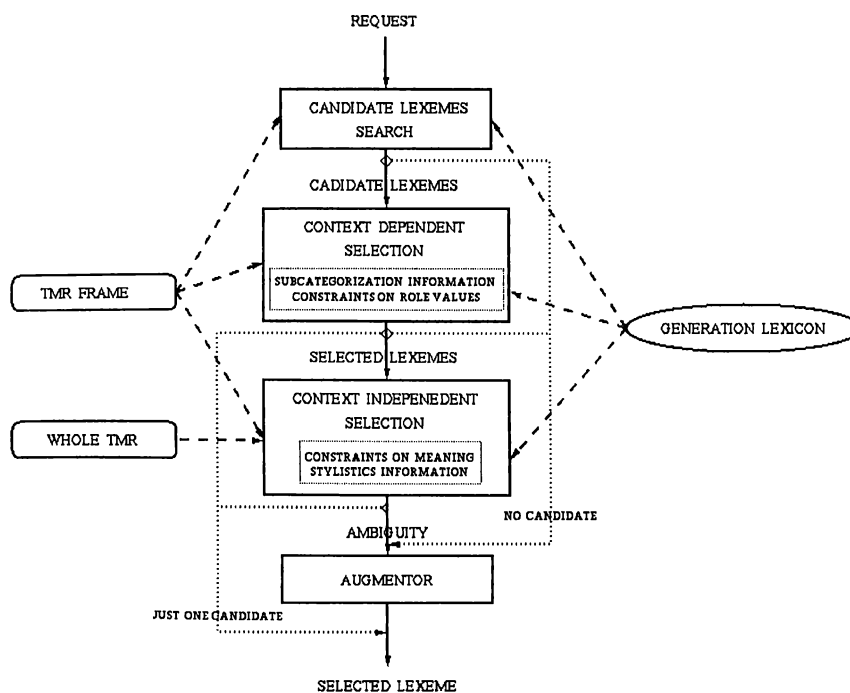 REQUEST
CANDIDATE LEXEMES
SEARCH
CADIDATE LEXEMES
CONTEXT DEPENDENT
SELECTION
SUBCATEGORIZATION INFORMATION
CONSTRAINTS ON ROLE VALUES
TMR FRAME
GENERATION LEXICON
SELECTED LEXEMES
CONTEXT INDEPENEDENT
SELECTION
WHOLE TMR
CONSTRAINTS ON MEANING
STYLISTICS INFORMATION
NO CANDIDATE
AMBIGUITY
AUGMENTOR
JUST ONE CANDIDATE
SELECTED LEXEME